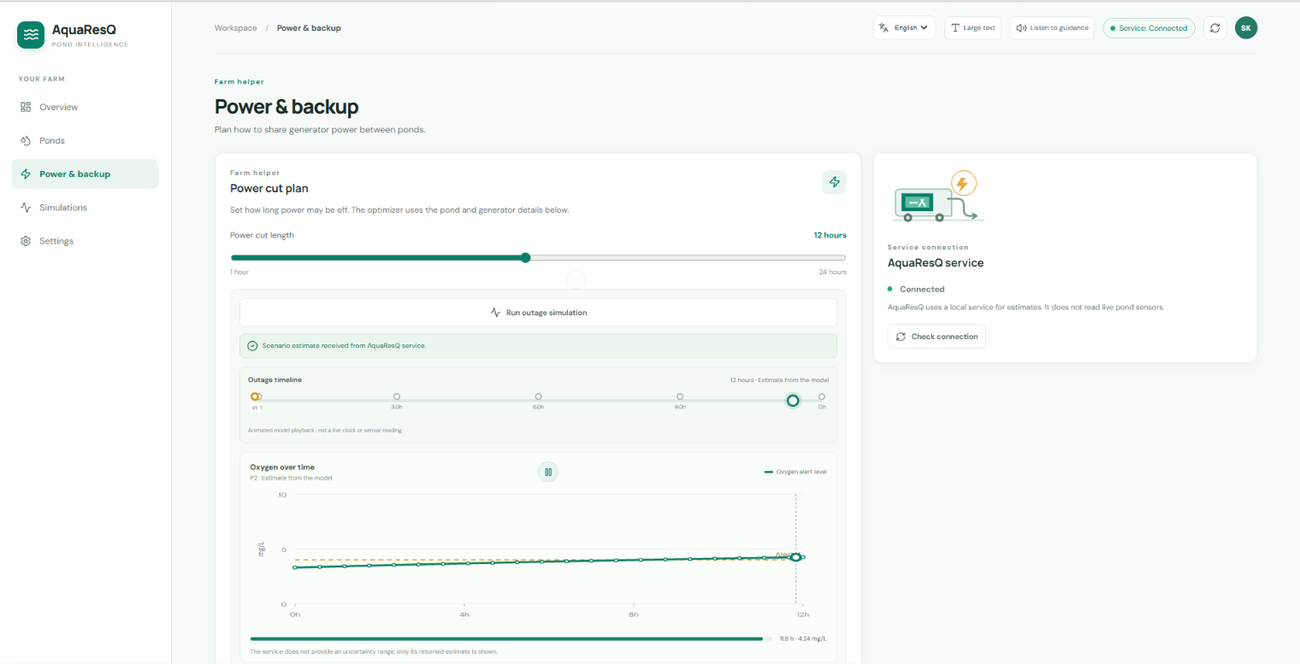 AquaResQ
POND INTELLIGENCE
YOUR FARM
Overview
Ponds
Power & backup
Simulations
Settings
Workspace / Power & backup
English
Large text
Listen to guidance
Service: Connected
SK
Farm helper
Power & backup
Plan how to share generator power between ponds.
Farm helper
Power cut plan
Set how long power may be off. The optimizer uses the pond and generator details below.
Power cut length
12 hours
1 hour
24 hours
Run outage simulation
Scenario estimate received from AquaResQ service.
Outage timeline
12 hours · Estimate from the model
P1
3.0h
6.0h
9.0h
12h
Animated model playback · not a live clock or sensor reading.
Oxygen over time
P2 · Estimate from the model
Oxygen alert level
10
mg/L
5
0
0h
4h
8h
12h
11.8 h · 4.24 mg/L
The service does not provide an uncertainty range; only its returned estimate is shown.
Service connection
AquaResQ service
Connected
AquaResQ uses a local service for estimates. It does not read live pond sensors.
Check connection